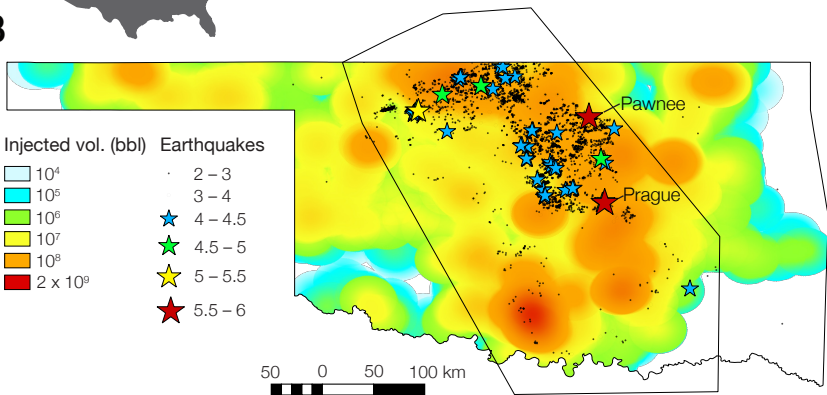 B
Pawnee
Prague
Injected vol. (bbl)
10⁴
10⁵
10⁶
10⁷
10⁸
2 x 10⁹
Earthquakes
2 – 3
3 – 4
4 – 4.5
4.5 – 5
5 – 5.5
5.5 – 6
50 0 50 100 km